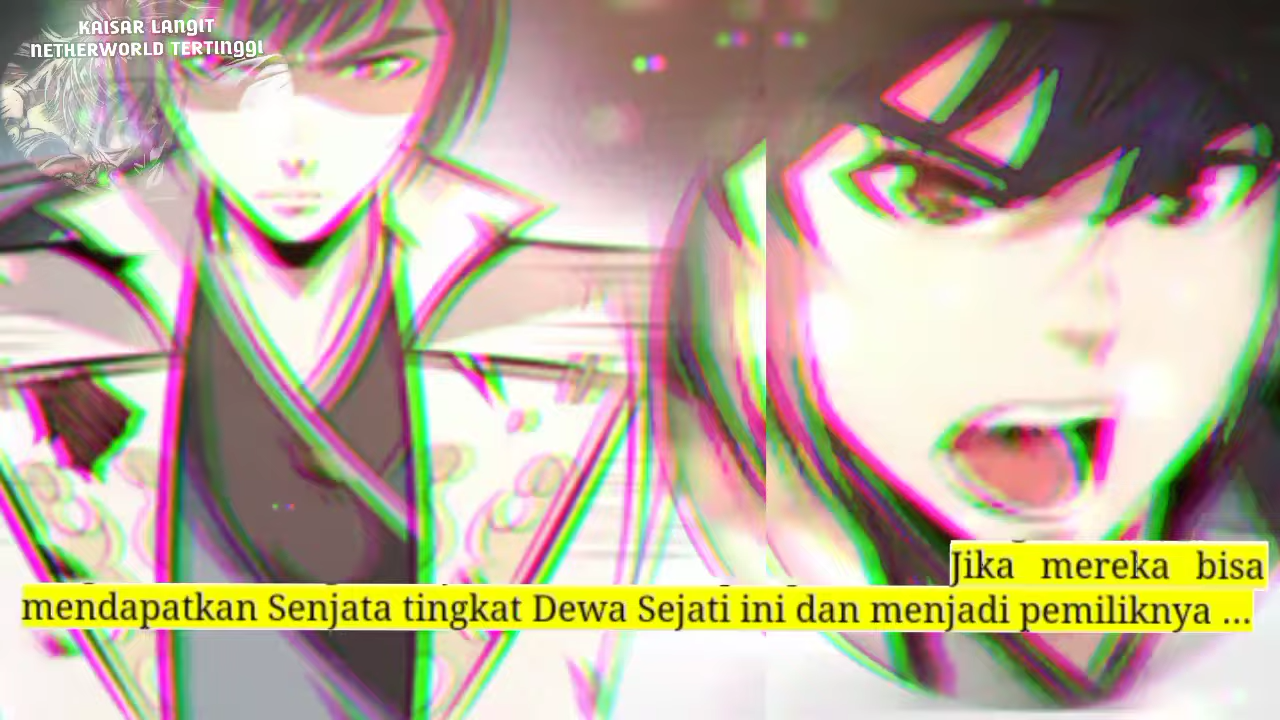 KAISAR LANGIT
NETHERWORLD TERTINGGI
Jika mereka bisa
mendapatkan Senjata tingkat Dewa Sejati ini dan menjadi pemiliknya ...